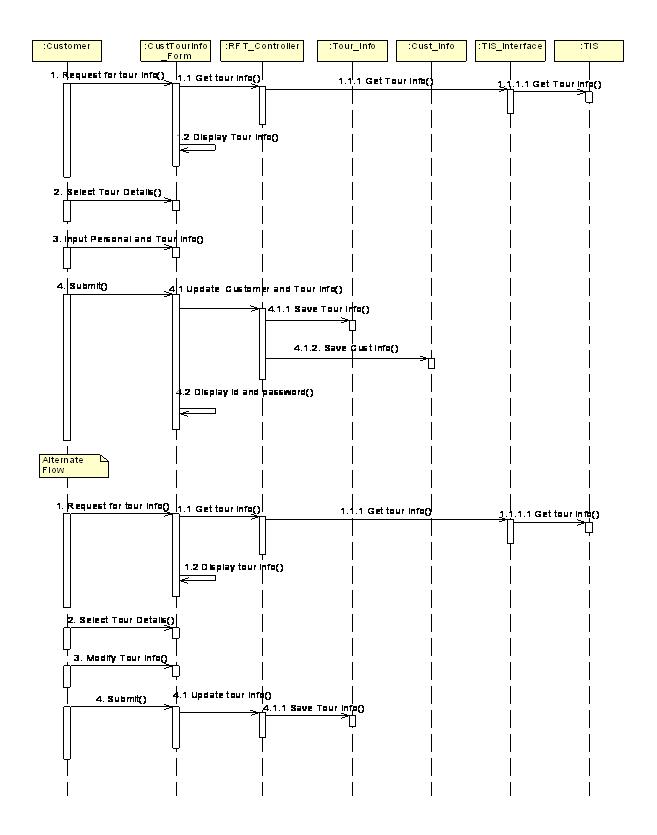 :Customer
:CustTourInfo
_Form
:RFT_Controller
:Tour_Info
:Cust_Info
:TIS_Interface
:TIS
1. Request for tour info()
1.1 Get tour info()
1.1.1 Get Tour Info()
1.1.1.1 Get Tour Info()
1.2 Display Tour info()
2. Select Tour Details()
3. Input Personal and Tour info()
4. Submit()
4.1 Update Customer and Tour Info()
4.1.1 Save Tour Info()
4.1.2. Save Cust info()
4.2 Display id and password()
Alternate
Flow
1. Request for tour info()
1.1 Get tour info()
1.1.1 Get tour info()
1.1.1.1 Get tour info()
1.2 Display tour info()
2. Select Tour Details()
3. Modify Tour info()
4. Submit()
4.1 Update tour info()
4.1.1 Save Tour info()